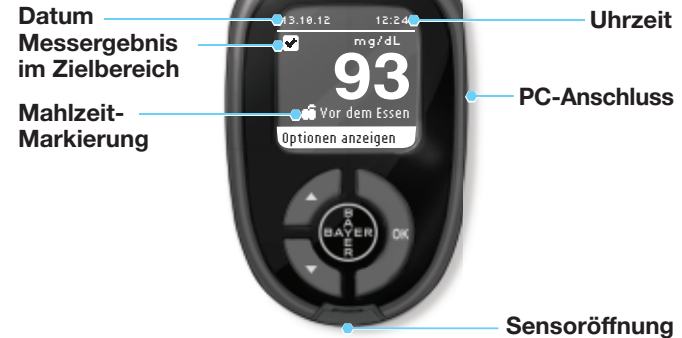 Datum
13.10.12
12:24
Uhrzeit
Messergebnis
im Zielbereich
mg/dL
93
PC-Anschluss
Mahlzeit-
Markierung
Vor dem Essen
Optionen anzeigen
BAYER
BAYER
OK
Sensoröffnung